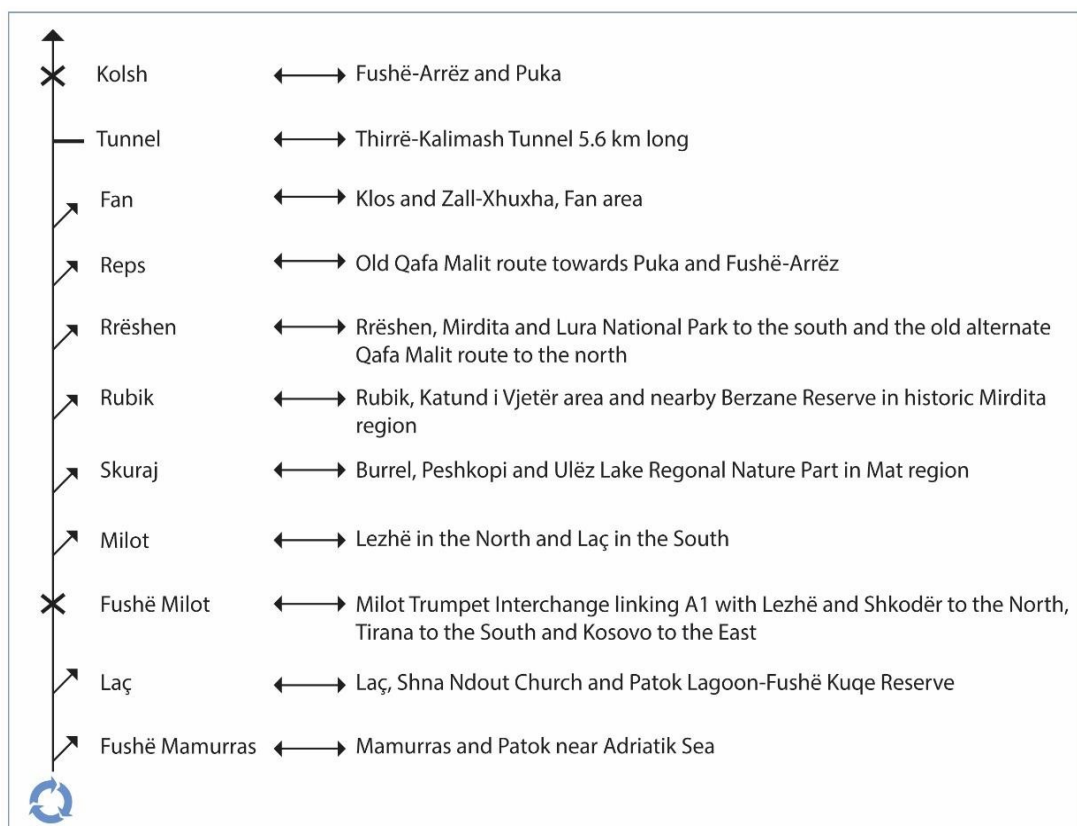 Kolsh Fushë-Arrëz and Puka
Tunnel Thirrë-Kalimash Tunnel 5.6 km long
Fan Klos and Zall-Xhuxha, Fan area
Reps Old Qafa Malit route towards Puka and Fushë-Arrëz
Rrëshen Rrëshen, Mirdita and Lura National Park to the south and the old alternate
Qafa Malit route to the north
Rubik Rubik, Katund i Vjetër area and nearby Berzane Reserve in historic Mirdita
region
Skuraj Burrel, Peshkopi and Ulëz Lake Regonal Nature Part in Mat region
Milot Lezhë in the North and Laç in the South
Fushë Milot Milot Trumpet Interchange linking A1 with Lezhë and Shkodër to the North,
Tirana to the South and Kosovo to the East
Laç Laç, Shna Ndout Church and Patok Lagoon-Fushë Kuqe Reserve
Fushë Mamurras Mamurras and Patok near Adriatik Sea